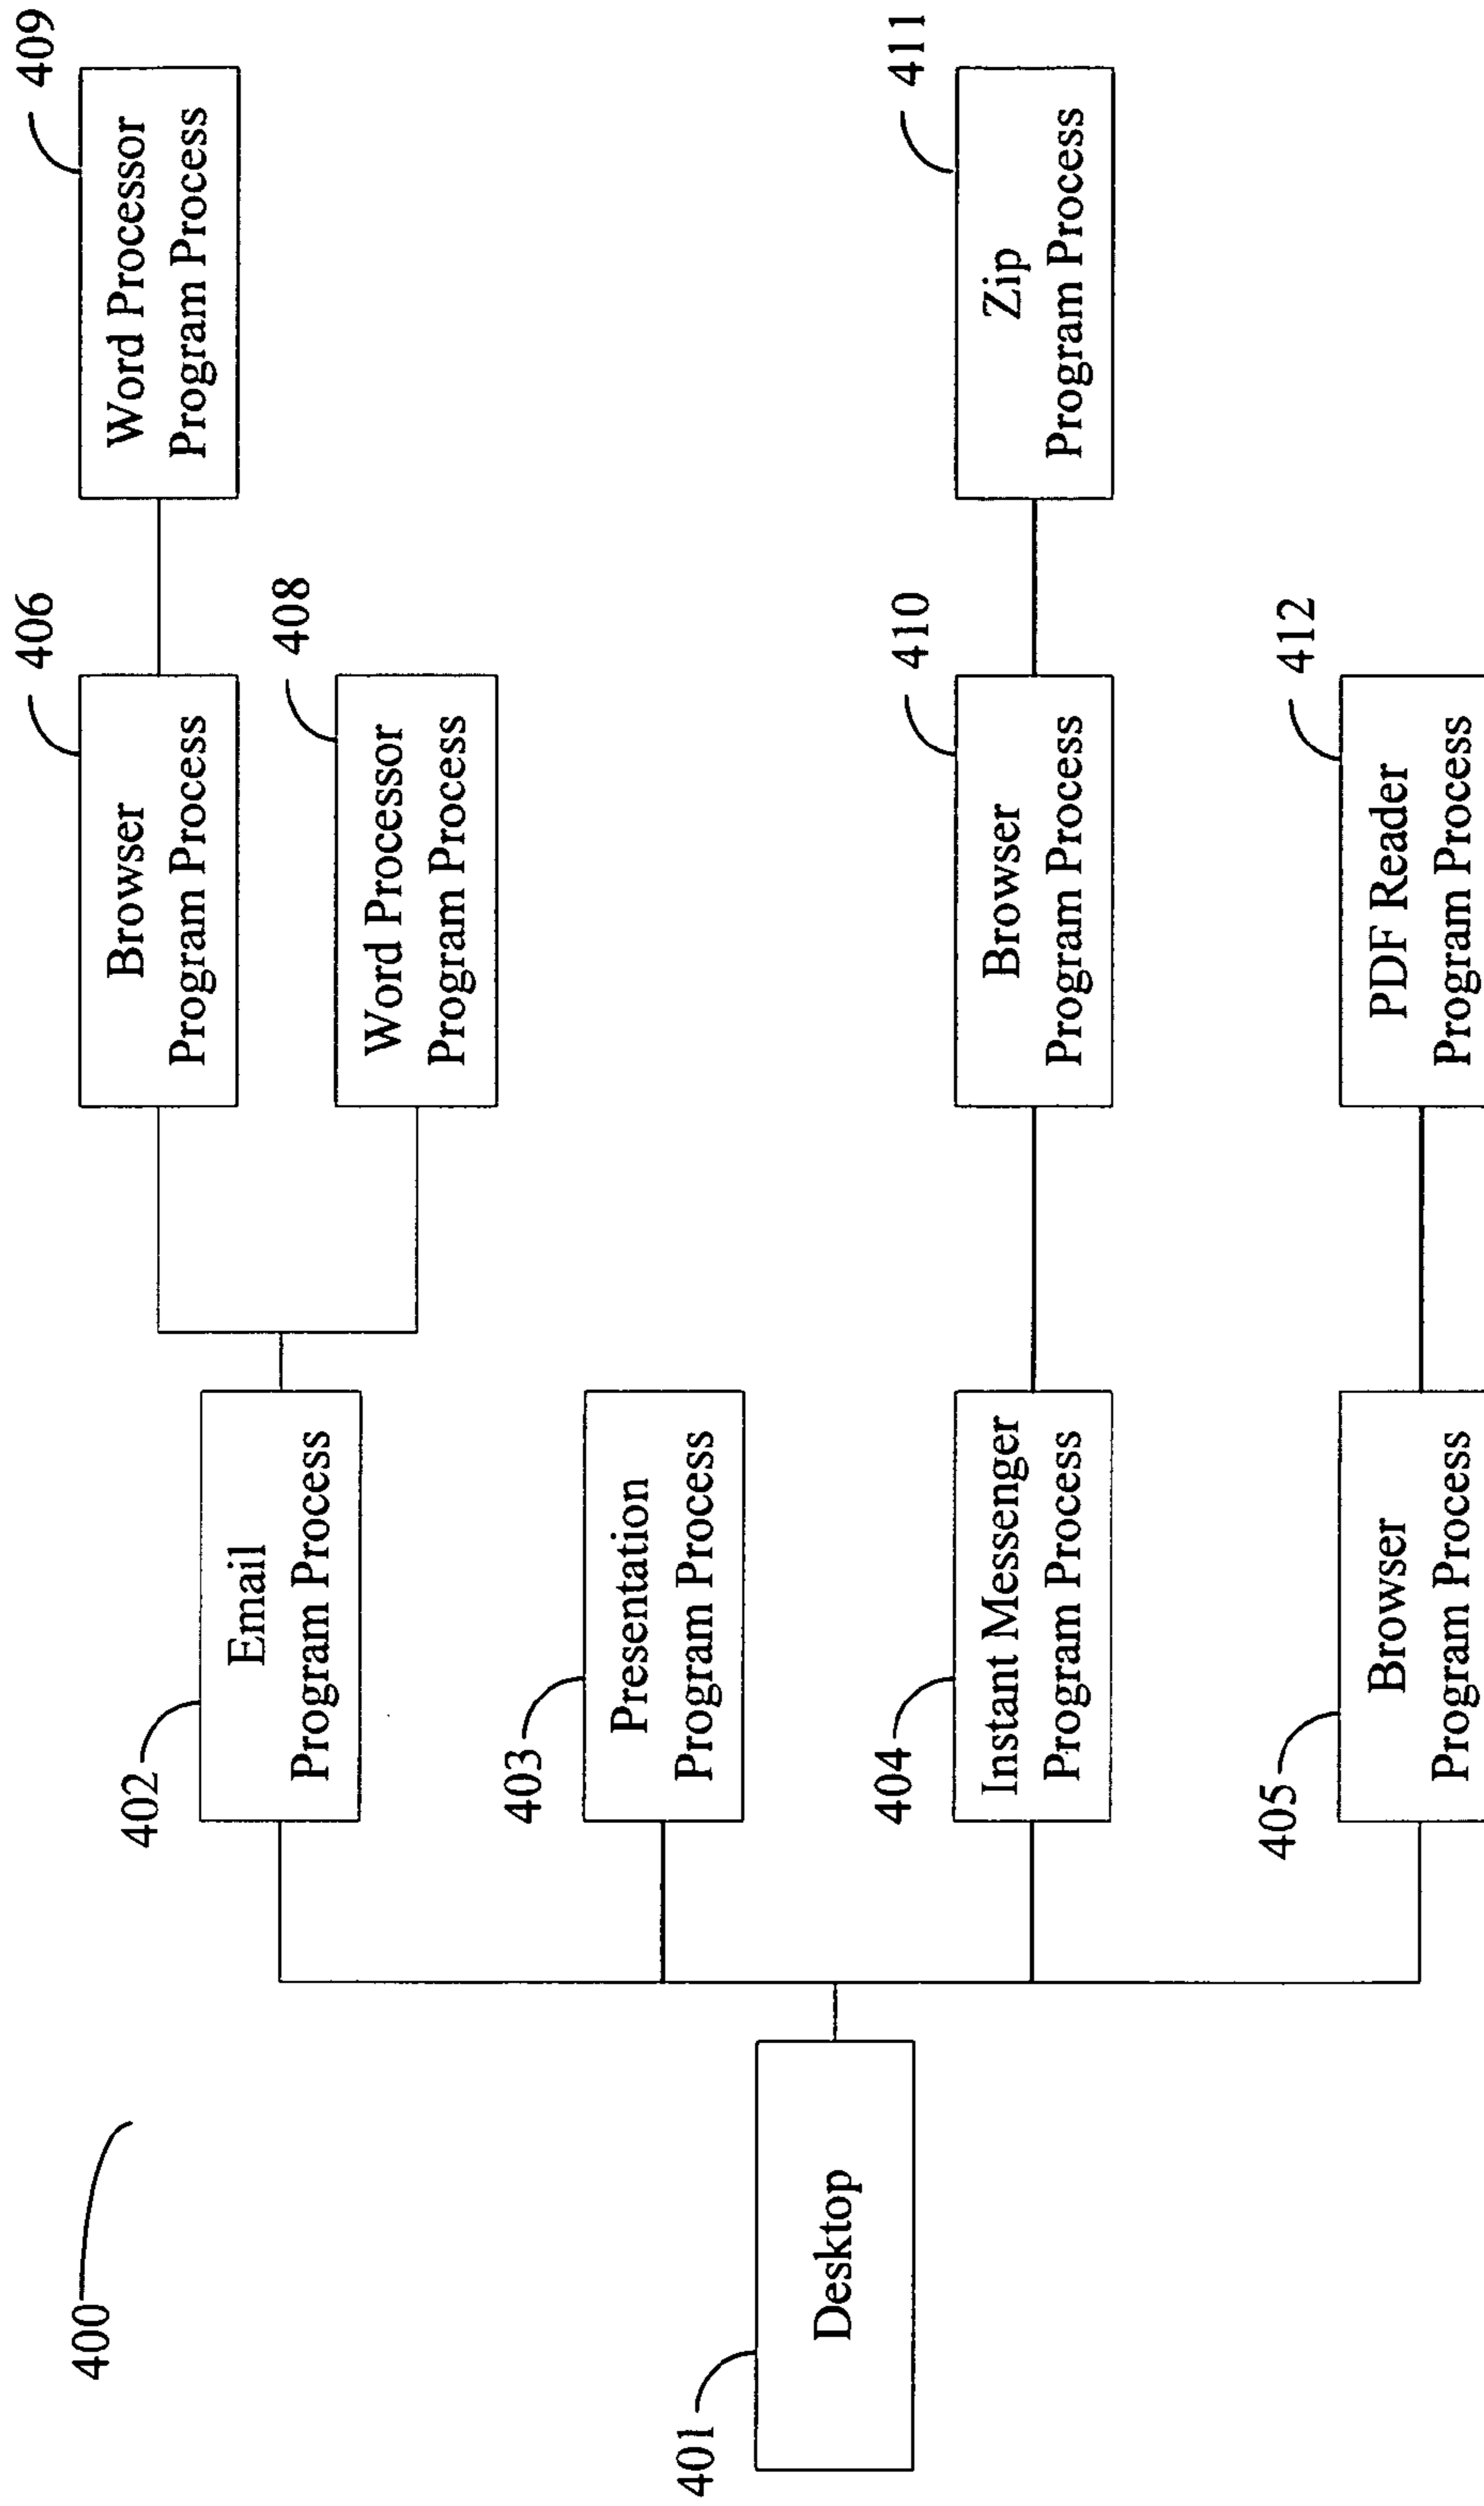 400
401
Desktop
402
Email
Program Process
403
Presentation
Program Process
404
Instant Messenger
Program Process
405
Browser
Program Process
406
Browser
Program Process
408
Word Processor
Program Process
410
Browser
Program Process
412
PDF Reader
Program Process
409
Word Processor
Program Process
411
Zip
Program Process